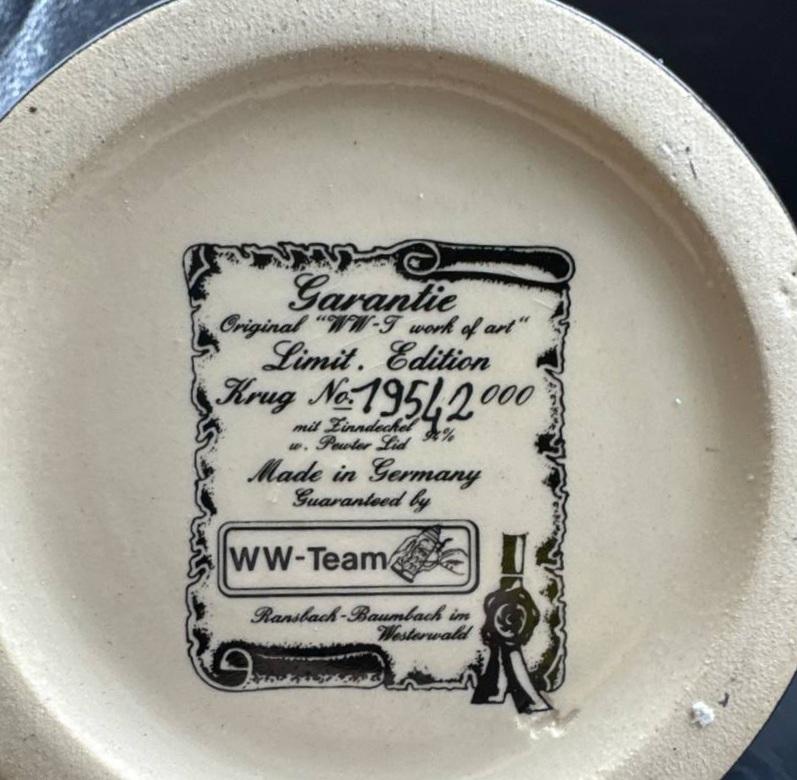 Garantie
Original "WW-T work of art"
Limit. Edition
Krug No: 19542 000
mit Zinndeckel 94%
w. Pewter Lid
Made in Germany
Guaranteed by
WW-Team
Ransbach-Baumbach im
Westerwald